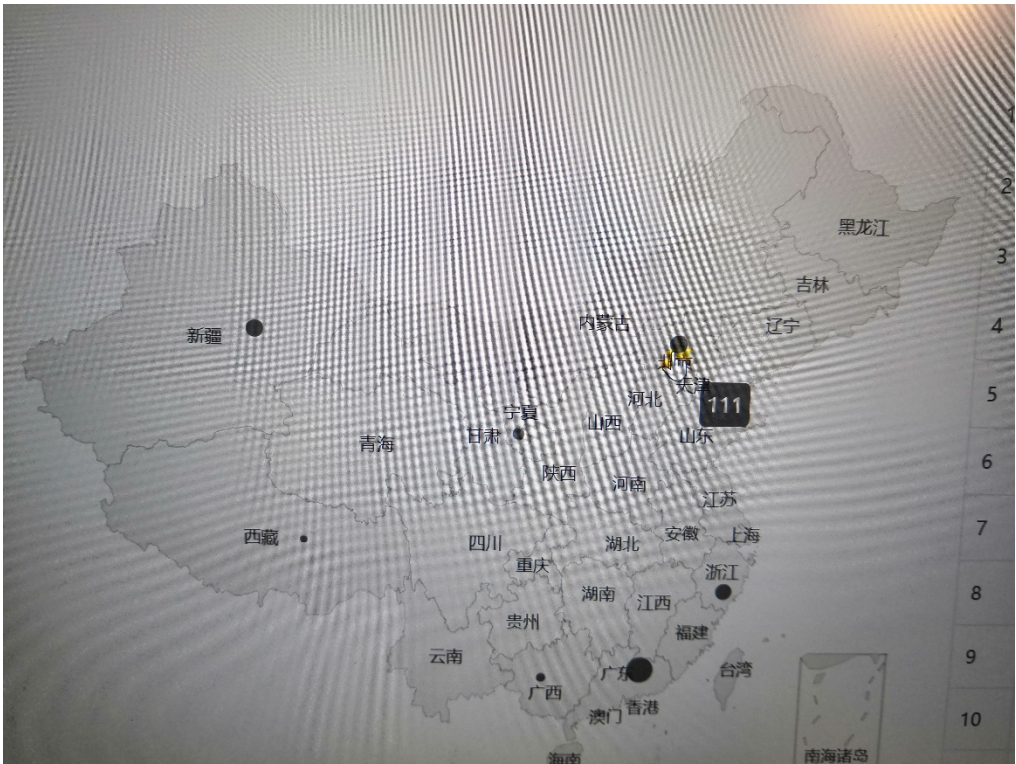 1
2
黑龙江
3
吉林
内蒙古
辽宁
4
新疆
天津
5
河北
111
宁夏
山西
甘肃
山东
青海
6
陕西
河南
江苏
7
西藏
四川
湖北
安徽
上海
重庆
浙江
8
湖南
江西
贵州
福建
9
云南
广东
台湾
广西
香港
澳门
10
海南
南海诸岛